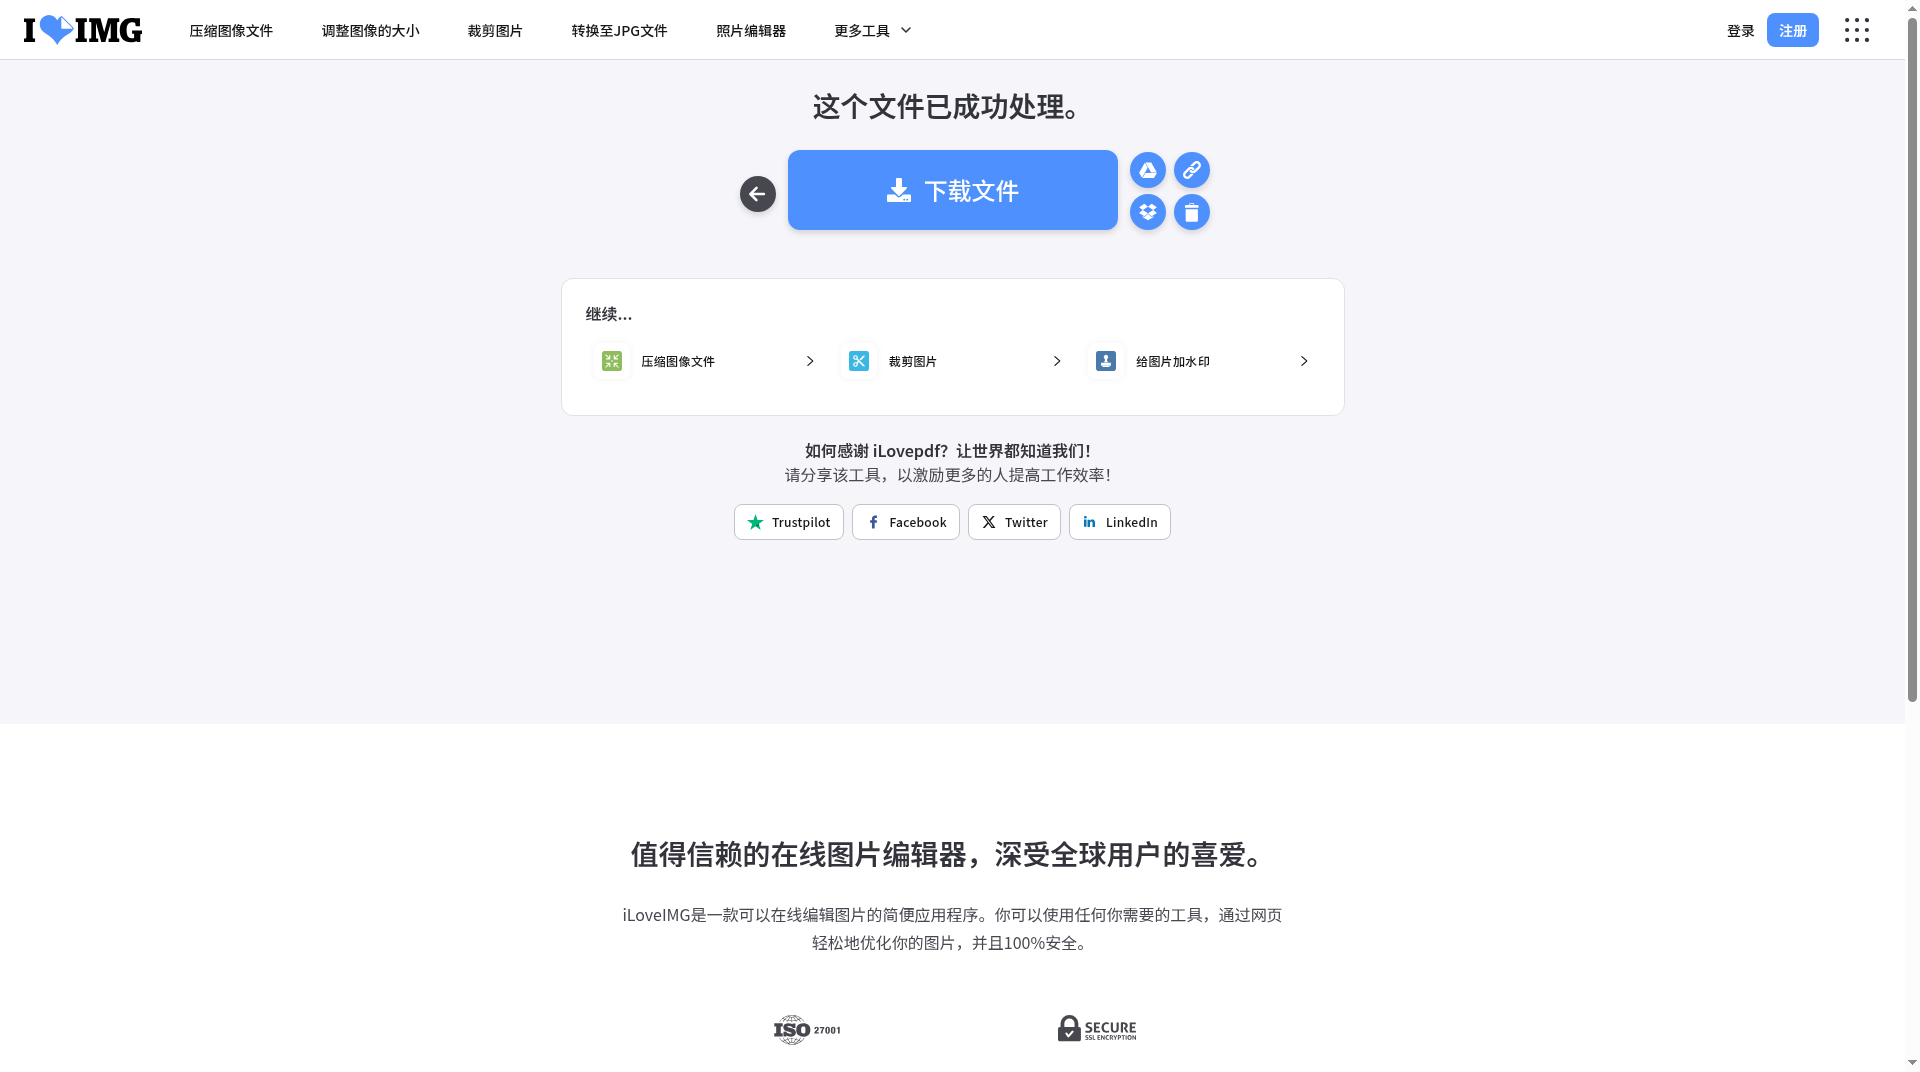 I IMG
压缩图像文件
调整图像的大小
裁剪图片
转换至JPG文件
照片编辑器
更多工具
登录
注册
这个文件已成功处理。
下载文件
继续...
压缩图像文件
裁剪图片
给图片加水印
如何感谢 iLovepdf？让世界都知道我们！
请分享该工具，以激励更多的人提高工作效率！
Trustpilot
Facebook
Twitter
LinkedIn
值得信赖的在线图片编辑器，深受全球用户的喜爱。
iLoveIMG是一款可以在线编辑图片的简便应用程序。你可以使用任何你需要的工具，通过网页
轻松地优化你的图片，并且100%安全。
ISO 27001
SECURE
SSL ENCRYPTION